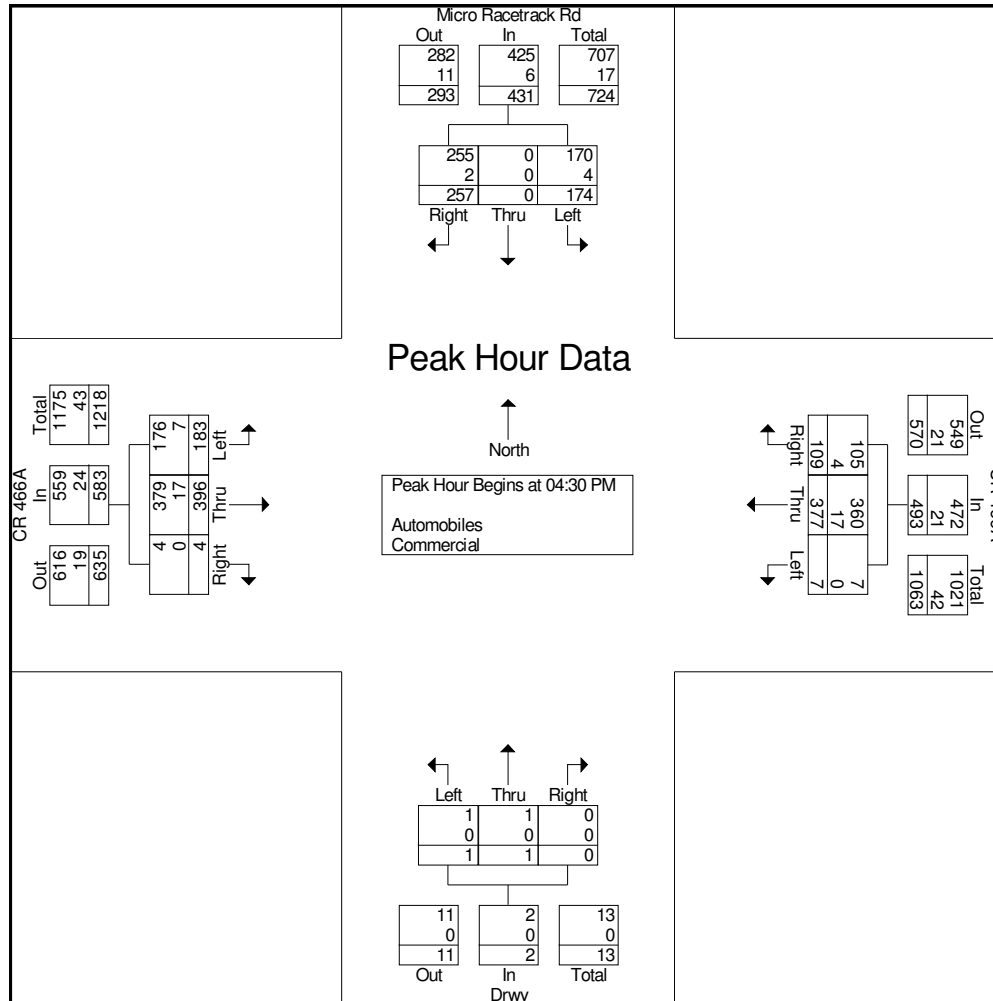 Micro Racetrack Rd
Out In Total
282 425 707
11 6 17
293 431 724
255 0 170
2 0 4
257 0 174
Right Thru Left
Peak Hour Data
North
Peak Hour Begins at 04:30 PM
Automobiles
Commercial
CR 466A
Out In Total
616 559 1175
19 24 43
635 583 1218
Right Thru Left
4 379 176
0 17 7
4 396 183
Out In Total
549 472 1021
21 21 42
570 493 1063
105 360 7
4 17 0
109 377 7
Right Thru Left
Left Thru Right
1 1 0
0 0 0
1 1 0
11 2 13
0 0 0
11 2 13
Out In Total
Drwy